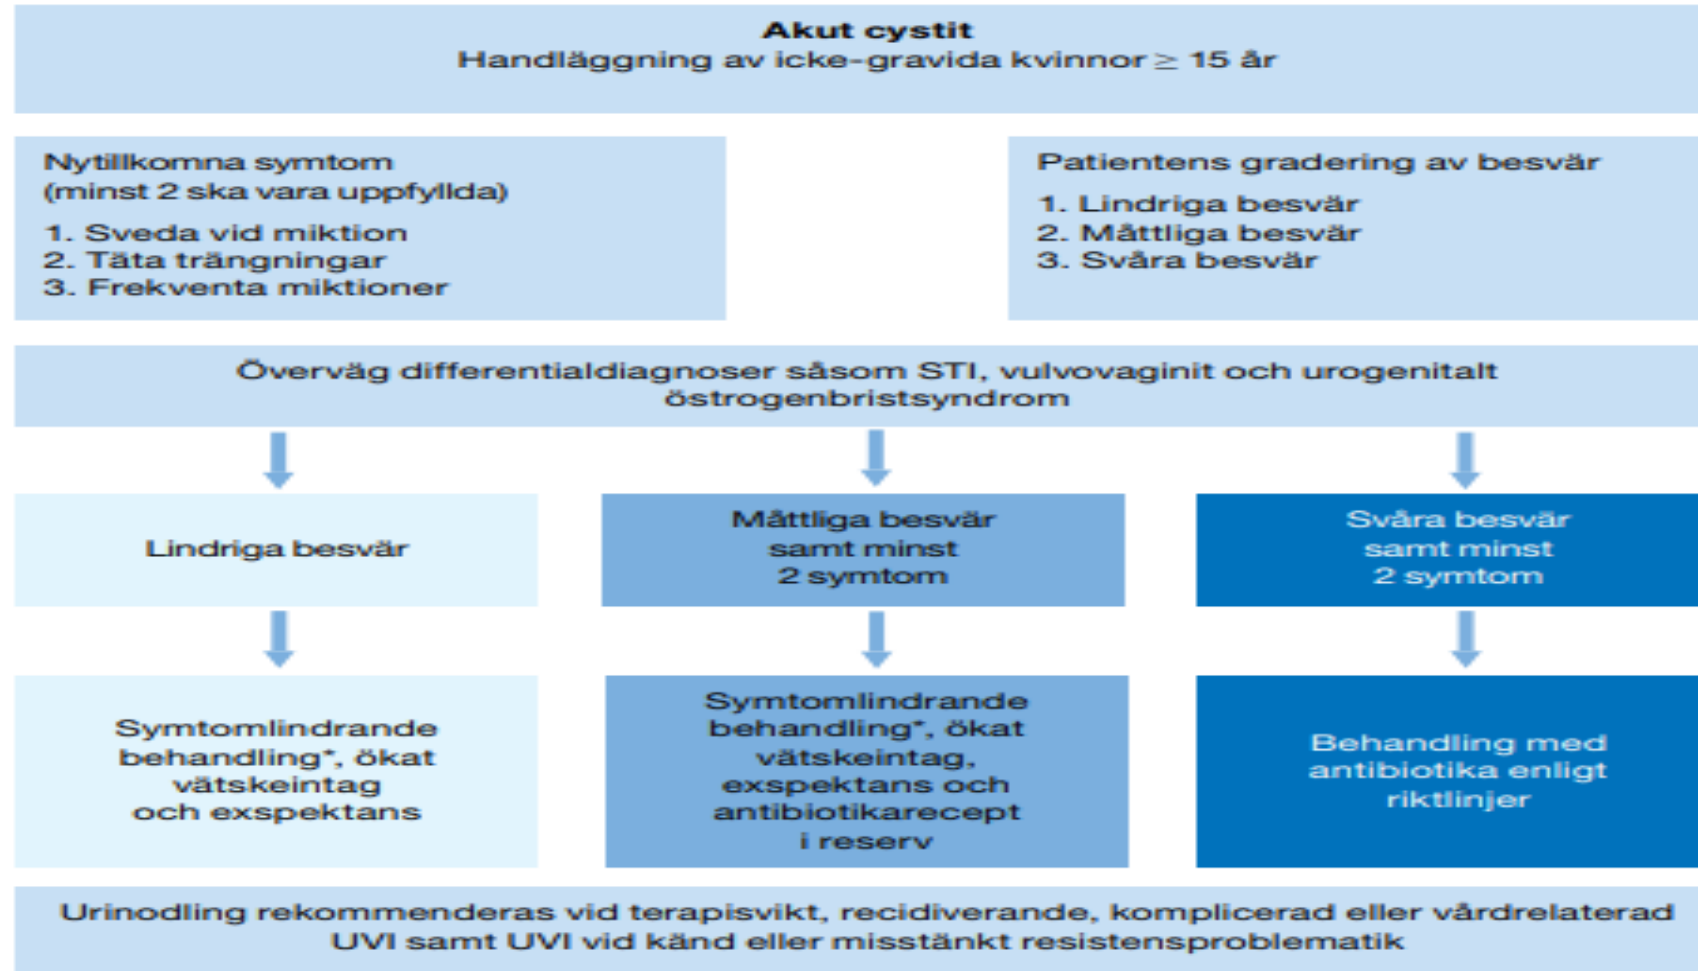 Akut cystit
Handläggning av icke-gravida kvinnor ≥ 15 år
Nytillkomna symtom
(minst 2 ska vara uppfyllda)
1. Sveda vid miktion
2. Täta trängningar
3. Frekventa miktioner
Patientens gradering av besvär
1. Lindriga besvär
2. Måttliga besvär
3. Svåra besvär
Överväg differentialdiagnoser såsom STI, vulvovaginit och urogenitalt
östrogenbristsyndrom
Lindriga besvär
Måttliga besvär
samt minst
2 symtom
Svåra besvär
samt minst
2 symtom
Symtomlindrande
behandling*, ökat
vätskeintag
och exspektans
Symtomlindrande
behandling*, ökat
vätskeintag,
exspektans och
antibiotikarecept
i reserv
Behandling med
antibiotika enligt
riktlinjer
Urinodling rekommenderas vid terapisvikt, recidiverande, komplicerad eller vårdrelaterad
UVI samt UVI vid känd eller misstänkt resistensproblematik